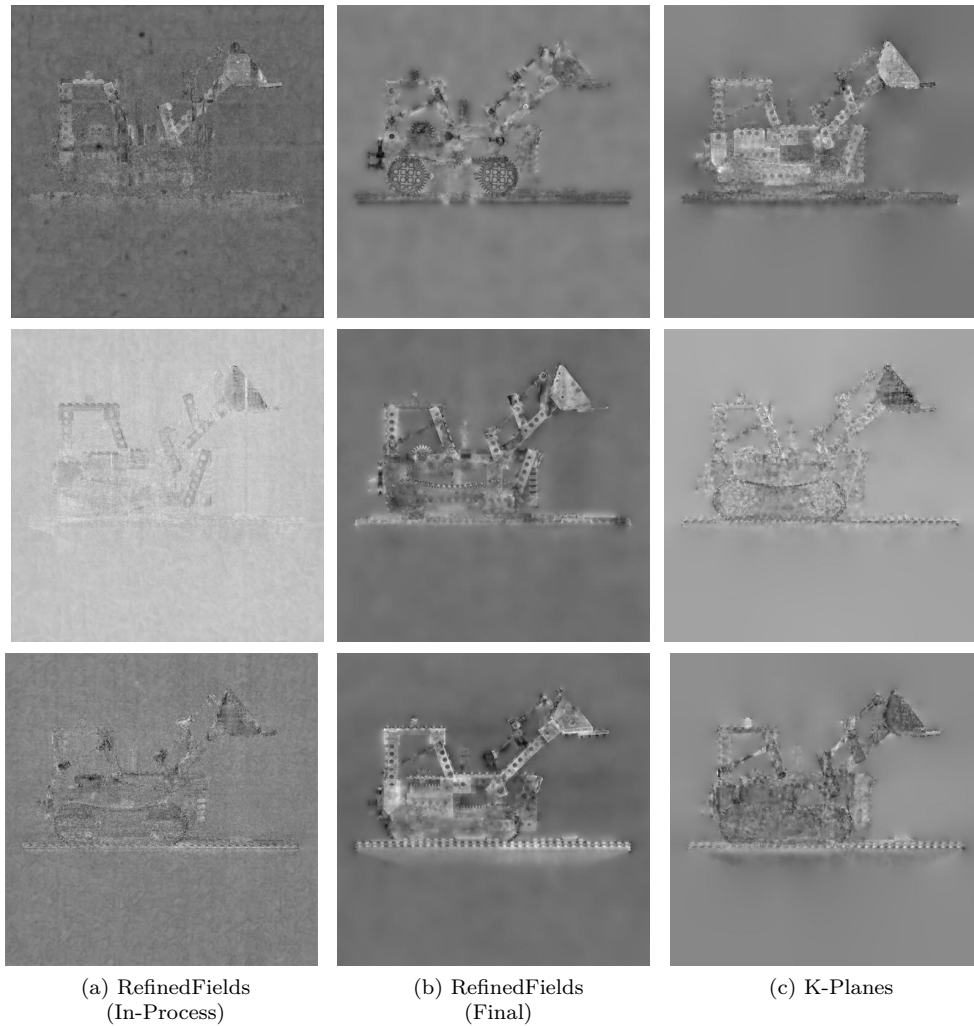 (a) RefinedFields
(In-Process)
(b) RefinedFields
(Final)
(c) K-Planes